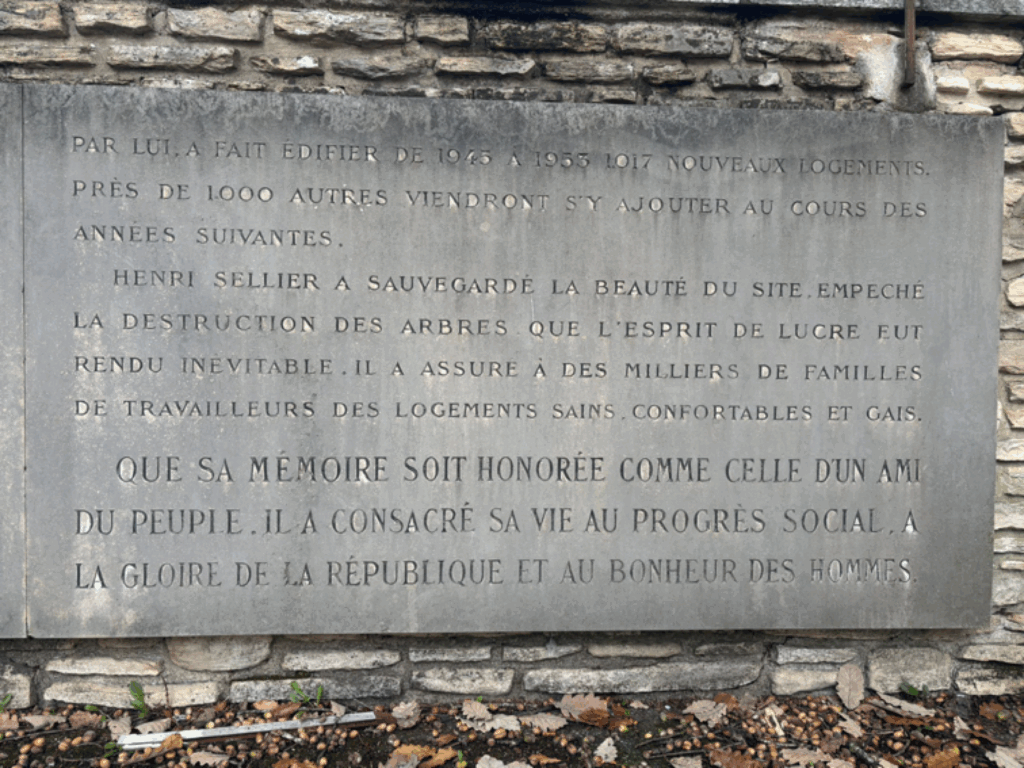 PAR LUI, A FAIT ÉDIFIER DE 1945 A 1953 1.017 NOUVEAUX LOGEMENTS.
PRÈS DE 1.000 AUTRES VIENDRONT S'Y AJOUTER AU COURS DES
ANNÉES SUIVANTES.
HENRI SELLIER A SAUVEGARDÉ LA BEAUTÉ DU SITE, EMPECHÉ
LA DESTRUCTION DES ARBRES QUE L'ESPRIT DE LUCRE EUT
RENDU INÉVITABLE. IL A ASSURE À DES MILLIERS DE FAMILLES
DE TRAVAILLEURS DES LOGEMENTS SAINS, CONFORTABLES ET GAIS.
QUE SA MÉMOIRE SOIT HONORÉE COMME CELLE D'UN AMI
DU PEUPLE. IL A CONSACRÉ SA VIE AU PROGRÈS SOCIAL, A
LA GLOIRE DE LA RÉPUBLIQUE ET AU BONHEUR DES HOMMES.